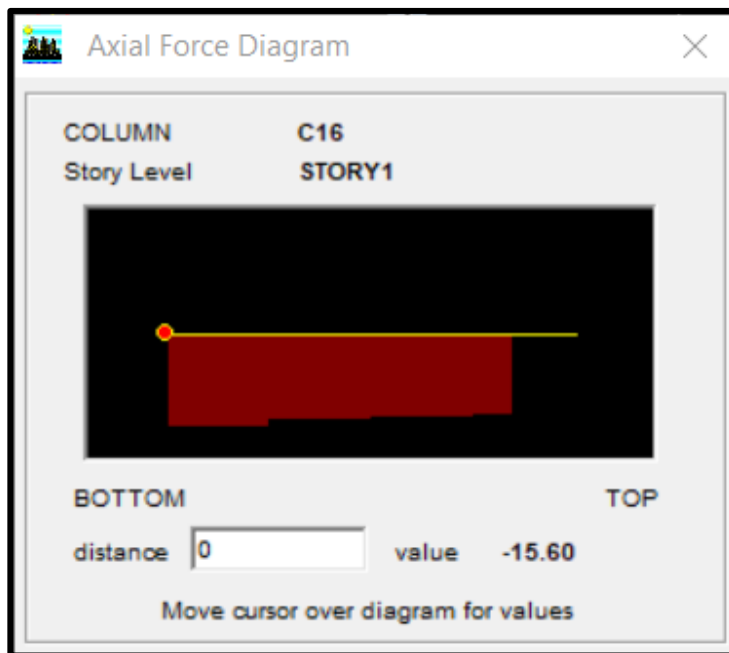 Axial Force Diagram
COLUMN C16
Story Level STORY1
BOTTOM TOP
distance 0 value -15.60
Move cursor over diagram for values